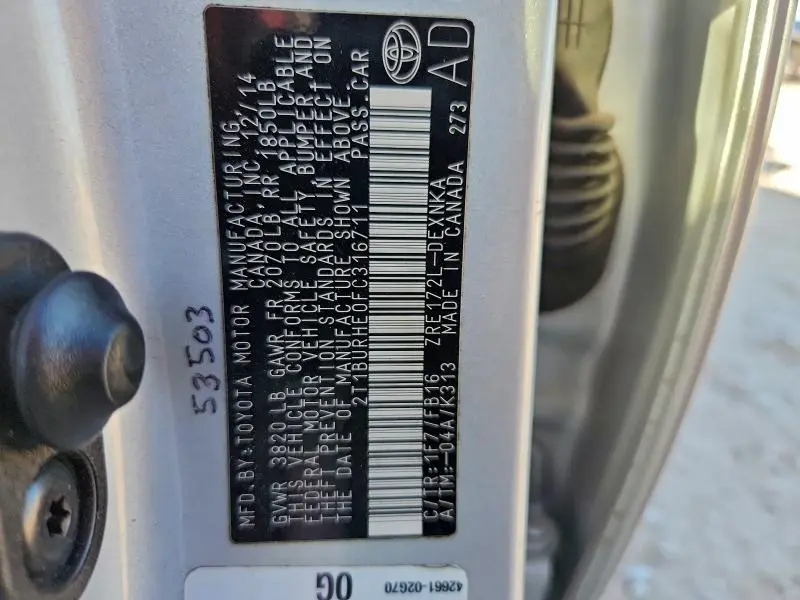 MFD. BY: TOYOTA MOTOR MANUFACTURING
CANADA, INC. 12/14
GVWR 3820 LB GAWR FR 2070LB, RR 1850LB
THIS VEHICLE CONFORMS TO ALL APPLICABLE
FEDERAL MOTOR VEHICLE SAFETY, BUMPER, AND
THEFT PREVENTION STANDARDS IN EFFECT ON
THE DATE OF MANUFACTURE SHOWN ABOVE.
2T1BURHE0FC316711 PASS. CAR
C/TR: 1F7/FB16 ZRE172L-DEXNKA
A/TM: -04A/K313 MADE IN CANADA 273 AD
53503
0G
42661-02G70